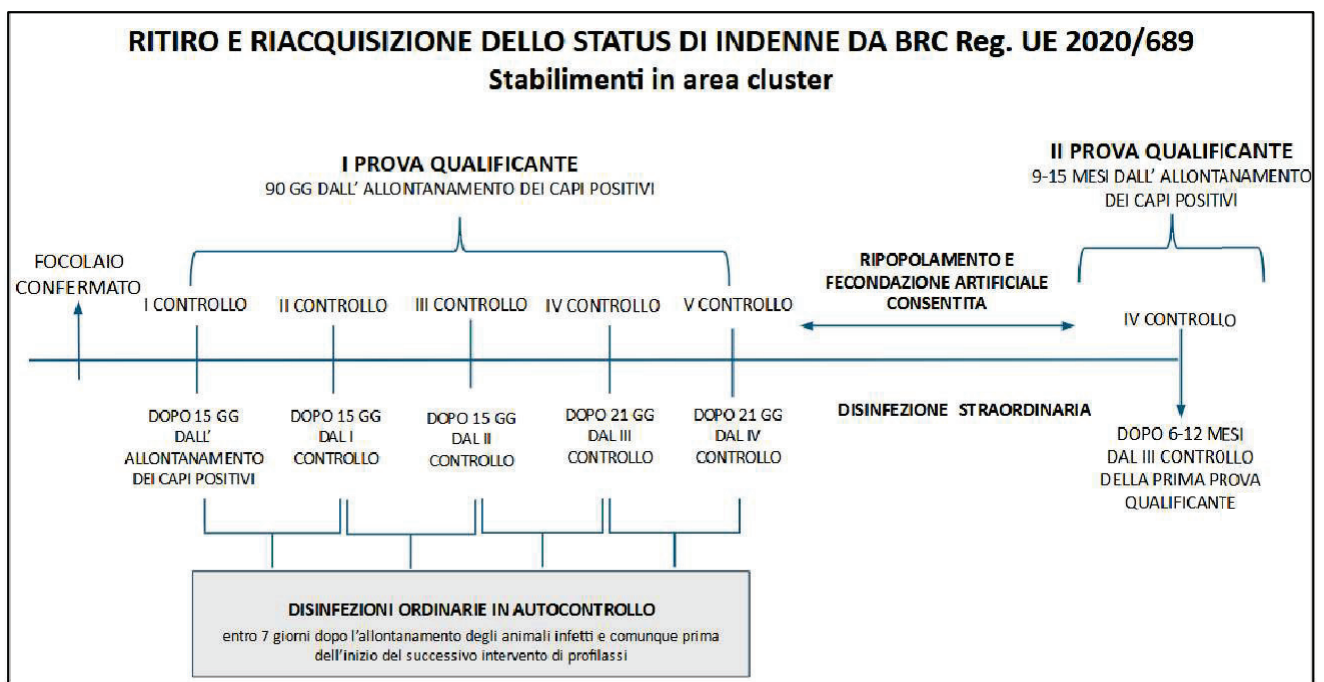 RITIRO E RIACQUISIZIONE DELLO STATUS DI INDENNE DA BRC Reg. UE 2020/689
Stabilimenti in area cluster
I PROVA QUALIFICANTE
90 GG DALL' ALLONTANAMENTO DEI CAPI POSITIVI
II PROVA QUALIFICANTE
9-15 MESI DALL' ALLONTANAMENTO
DEI CAPI POSITIVI
FOCOLAIO
CONFERMATO
I CONTROLLO
II CONTROLLO
III CONTROLLO
IV CONTROLLO
V CONTROLLO
RIPOPOLAMENTO E
FECONDAZIONE ARTIFICIALE
CONSENTITA
IV CONTROLLO
DOPO 15 GG
DALL'
ALLONTANAMENTO
DEI CAPI POSITIVI
DOPO 15 GG
DAL I
CONTROLLO
DOPO 15 GG
DAL II
CONTROLLO
DOPO 21 GG
DAL III
CONTROLLO
DOPO 21 GG
DAL IV
CONTROLLO
DISINFEZIONE STRAORDINARIA
DOPO 6-12 MESI
DAL III CONTROLLO
DELLA PRIMA PROVA
QUALIFICANTE
DISINFEZIONI ORDINARIE IN AUTOCONTROLLO
entro 7 giorni dopo l'allontanamento degli animali infetti e comunque prima
dell'inizio del successivo intervento di profilassi